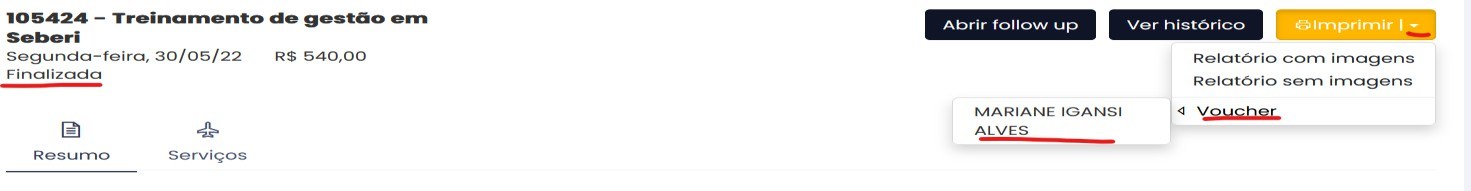 105424 - Treinamento de gestão em
Seberi
Segunda-feira, 30/05/22 R$ 540,00
Finalizada
Abrir follow up
Ver histórico
Imprimir |
Relatório com imagens
Relatório sem imagens
Voucher
MARIANE IGANSI
ALVES
Resumo
Serviços